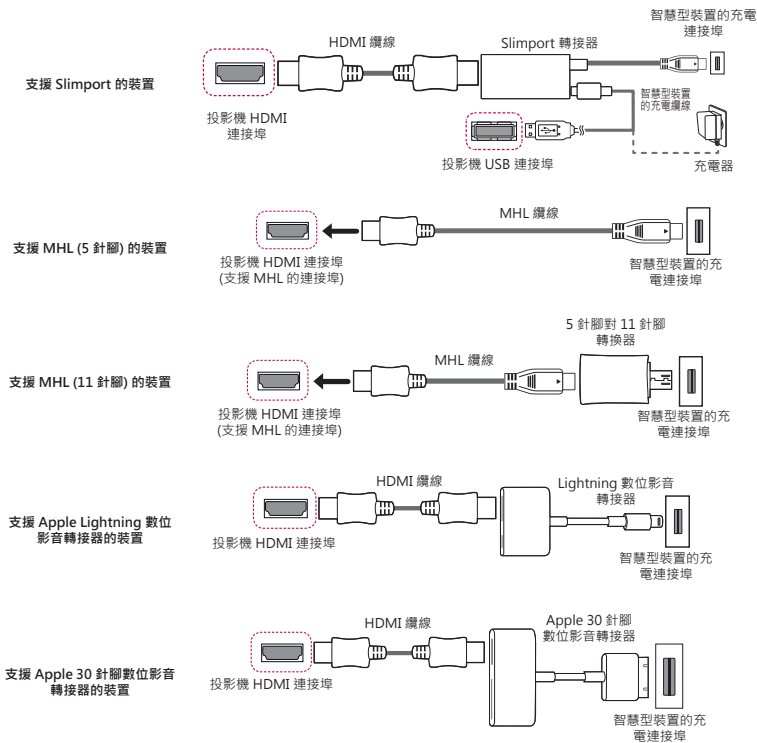 智慧型裝置的充電
連接埠
HDMI 纜線
Slimport 轉接器
支援 Slimport 的裝置
智慧型裝置
的充電纜線
投影機 HDMI
連接埠
投影機 USB 連接埠
充電器
MHL 纜線
支援 MHL (5 針腳) 的裝置
投影機 HDMI 連接埠
(支援 MHL 的連接埠)
智慧型裝置的充
電連接埠
5 針腳對 11 針腳
轉換器
MHL 纜線
支援 MHL (11 針腳) 的裝置
投影機 HDMI 連接埠
(支援 MHL 的連接埠)
智慧型裝置的充
電連接埠
HDMI 纜線
Lightning 數位影音
轉接器
支援 Apple Lightning 數位
影音轉接器的裝置
投影機 HDMI 連接埠
智慧型裝置的充
電連接埠
HDMI 纜線
Apple 30 針腳
數位影音轉接器
支援 Apple 30 針腳數位影音
轉接器的裝置
投影機 HDMI 連接埠
智慧型裝置的充
電連接埠